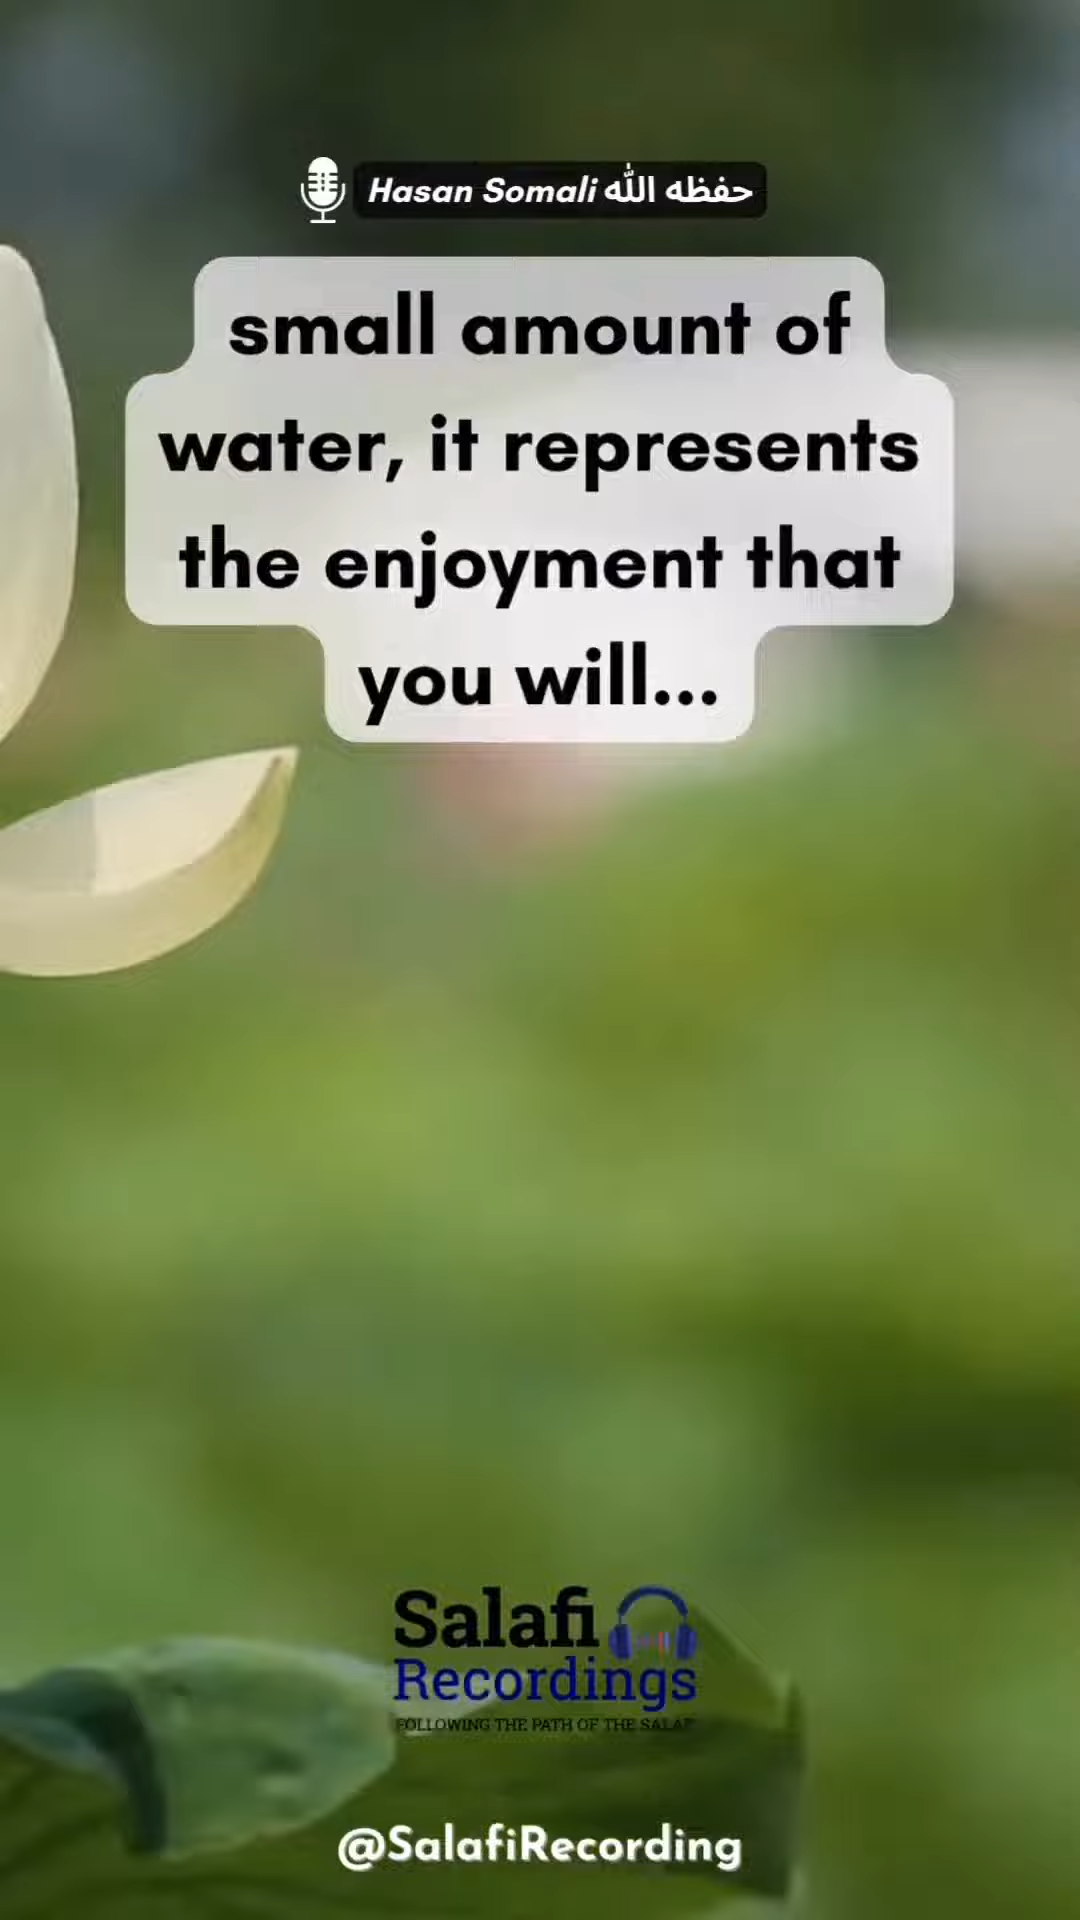 Hasan Somali حفظه الله
small amount of
water, it represents
the enjoyment that
you will...
Salafi
Recordings
FOLLOWING THE PATH OF THE SALAF
@SalafiRecording